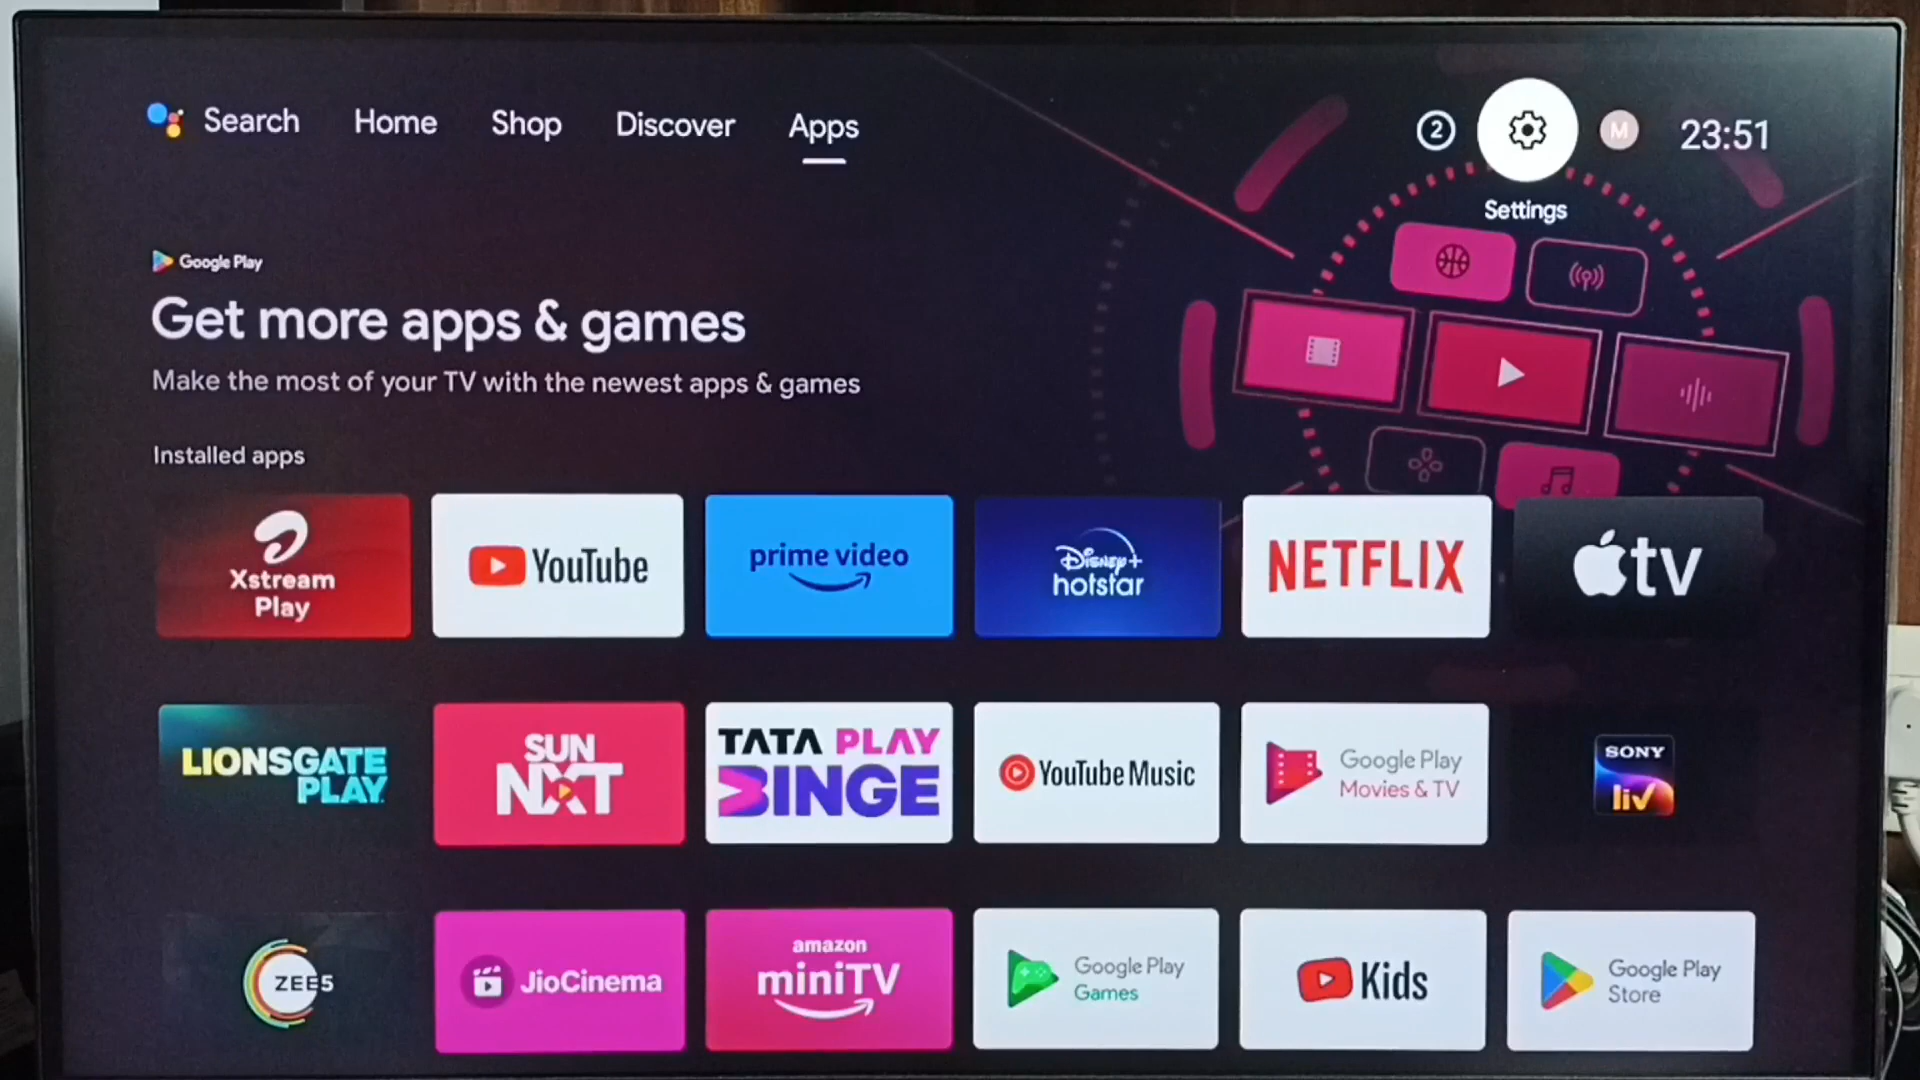 Search Home Shop Discover Apps 2 M 23:51
Settings
Google Play
Get more apps & games
Make the most of your TV with the newest apps & games
Installed apps
Xstream
Play
YouTube
prime video
Disney+
hotstar
NETFLIX
tv
LIONSGATE
PLAY
SUN
NXT
TATA PLAY
BINGE
YouTube Music
Google Play
Movies & TV
SONY
liv
ZEE5
JioCinema
amazon
miniTV
Google Play
Games
Kids
Google Play
Store